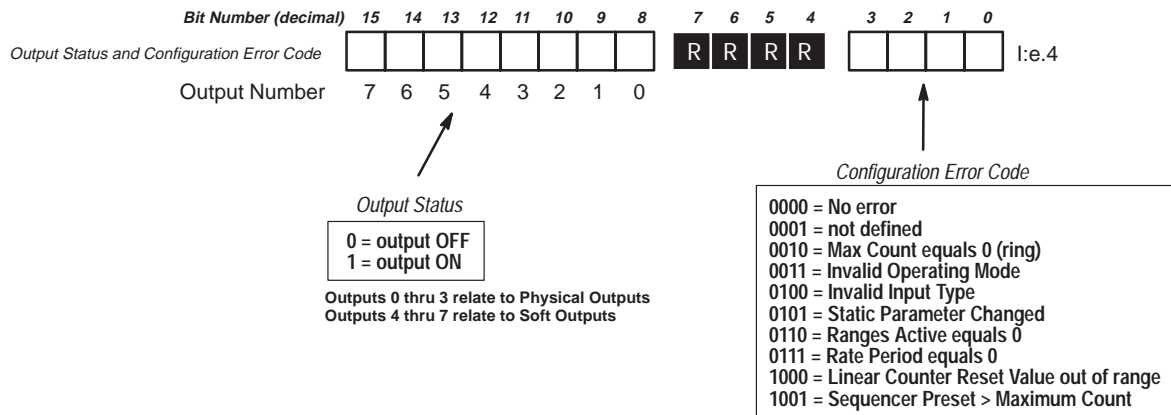 Bit Number (decimal) 15 14 13 12 11 10 9 8 7 6 5 4 3 2 1 0
Output Status and Configuration Error Code R R R R I:e.4
Output Number 7 6 5 4 3 2 1 0
Output Status
0 = output OFF
1 = output ON
Outputs 0 thru 3 relate to Physical Outputs
Outputs 4 thru 7 relate to Soft Outputs
Configuration Error Code
0000 = No error
0001 = not defined
0010 = Max Count equals 0 (ring)
0011 = Invalid Operating Mode
0100 = Invalid Input Type
0101 = Static Parameter Changed
0110 = Ranges Active equals 0
0111 = Rate Period equals 0
1000 = Linear Counter Reset Value out of range
1001 = Sequencer Preset > Maximum Count